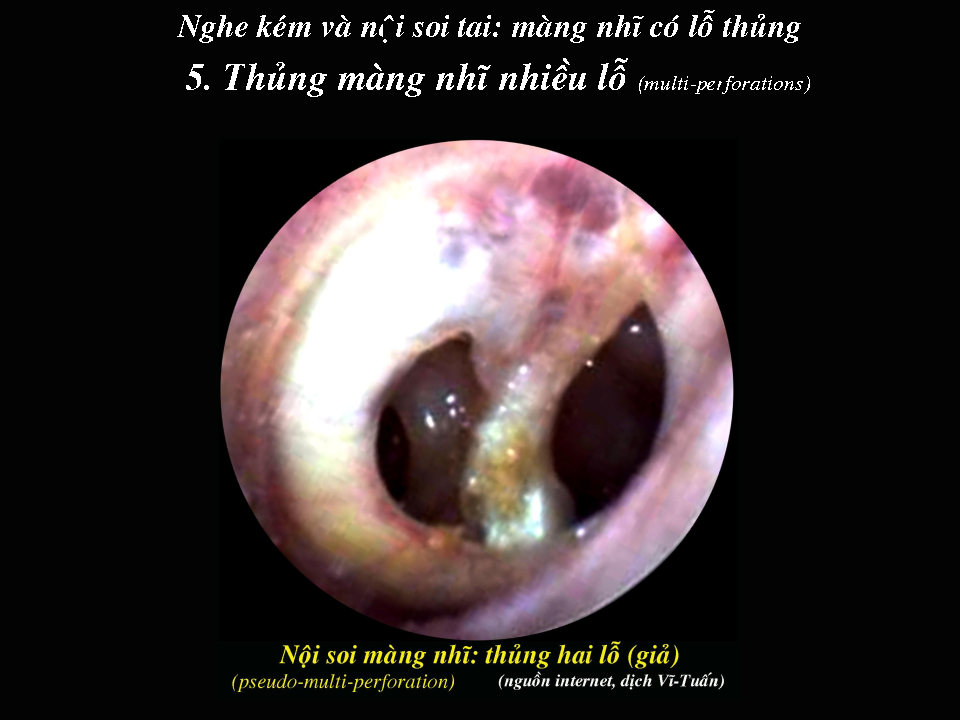 Nghe kém và nội soi tai: màng nhĩ có lỗ thủng
5. Thủng màng nhĩ nhiều lỗ (multi-perforations)
Nội soi màng nhĩ: thủng hai lỗ (giả)
(pseudo-multi-perforation) (nguồn internet, dịch Vĩ-Tuấn)